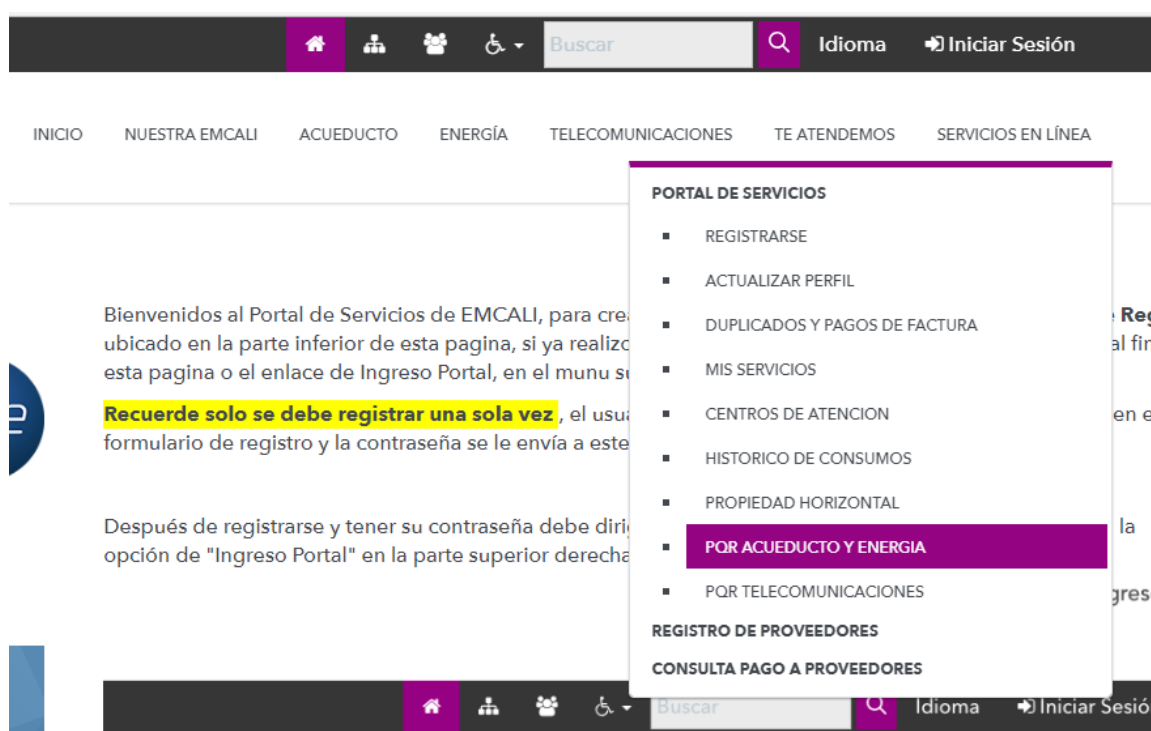 Buscar Idioma Iniciar Sesión
INICIO NUESTRA EMCALI ACUEDUCTO ENERGÍA TELECOMUNICACIONES TE ATENDEMOS SERVICIOS EN LÍNEA
PORTAL DE SERVICIOS
REGISTRARSE
ACTUALIZAR PERFIL
DUPLICADOS Y PAGOS DE FACTURA
MIS SERVICIOS
CENTROS DE ATENCION
HISTORICO DE CONSUMOS
PROPIEDAD HORIZONTAL
PQR ACUEDUCTO Y ENERGIA
PQR TELECOMUNICACIONES
REGISTRO DE PROVEEDORES
CONSULTA PAGO A PROVEEDORES
Bienvenidos al Portal de Servicios de EMCALI, para
ubicado en la parte inferior de esta pagina, si ya al
esta pagina o el enlace de Ingreso Portal, en el munu
Recuerde solo se debe registrar una sola vez , el en
formulario de registro y la contraseña se le envía a este
Después de registrarse y tener su contraseña debe la
opción de "Ingreso Portal" en la parte superior derecha
Buscar Idioma Iniciar